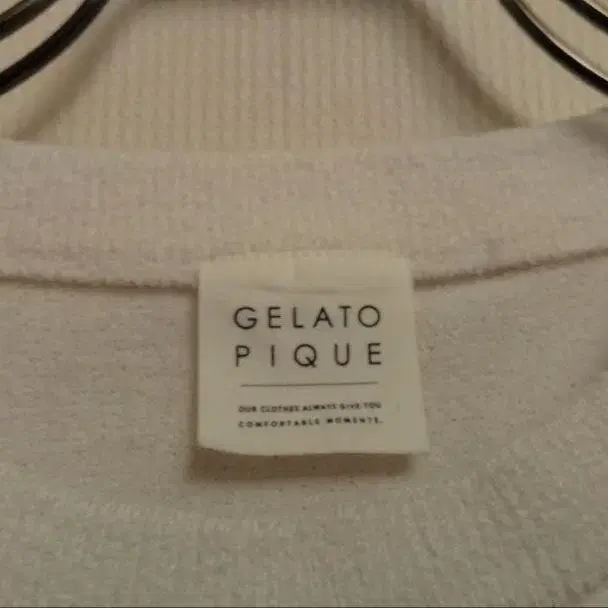 GELATO
PIQUE
OUR CLOTHES ALWAYS GIVE YOU
COMFORTABLE MOMENTS.